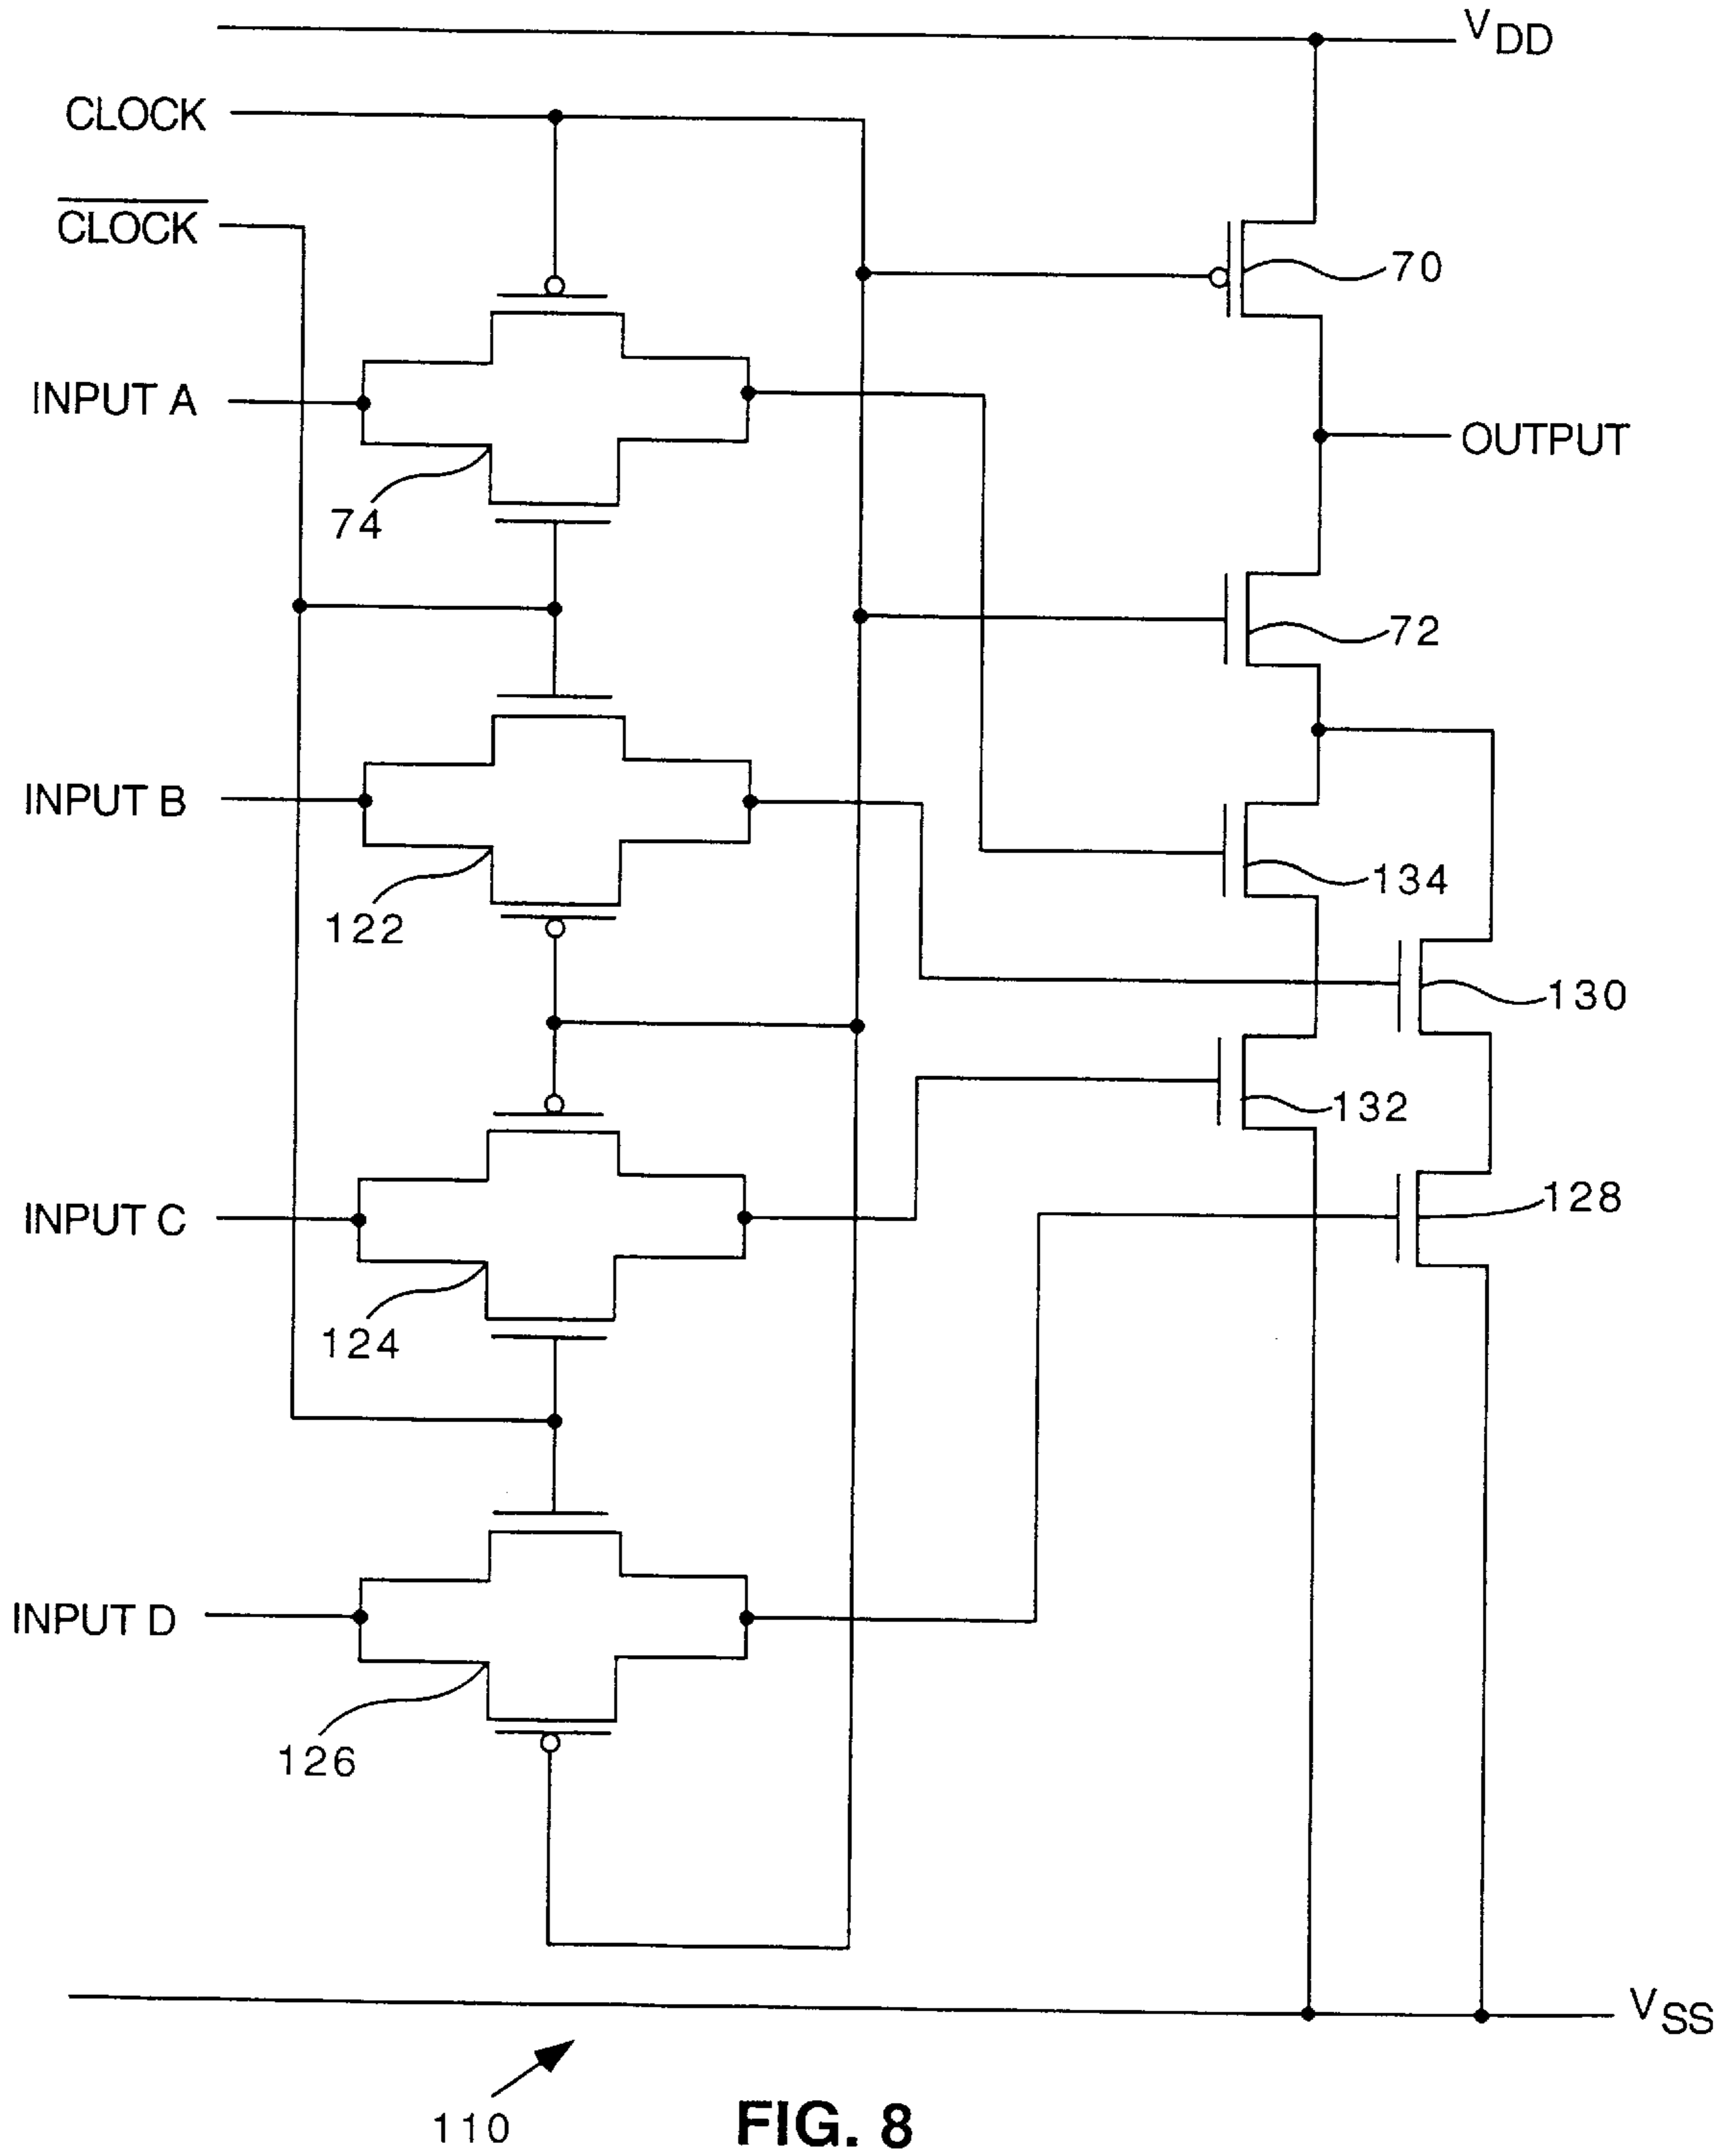 VDD
CLOCK
CLOCK
70
INPUT A
OUTPUT
74
72
INPUT B
134
122
130
132
128
INPUT C
124
INPUT D
126
VSS
110
FIG. 8